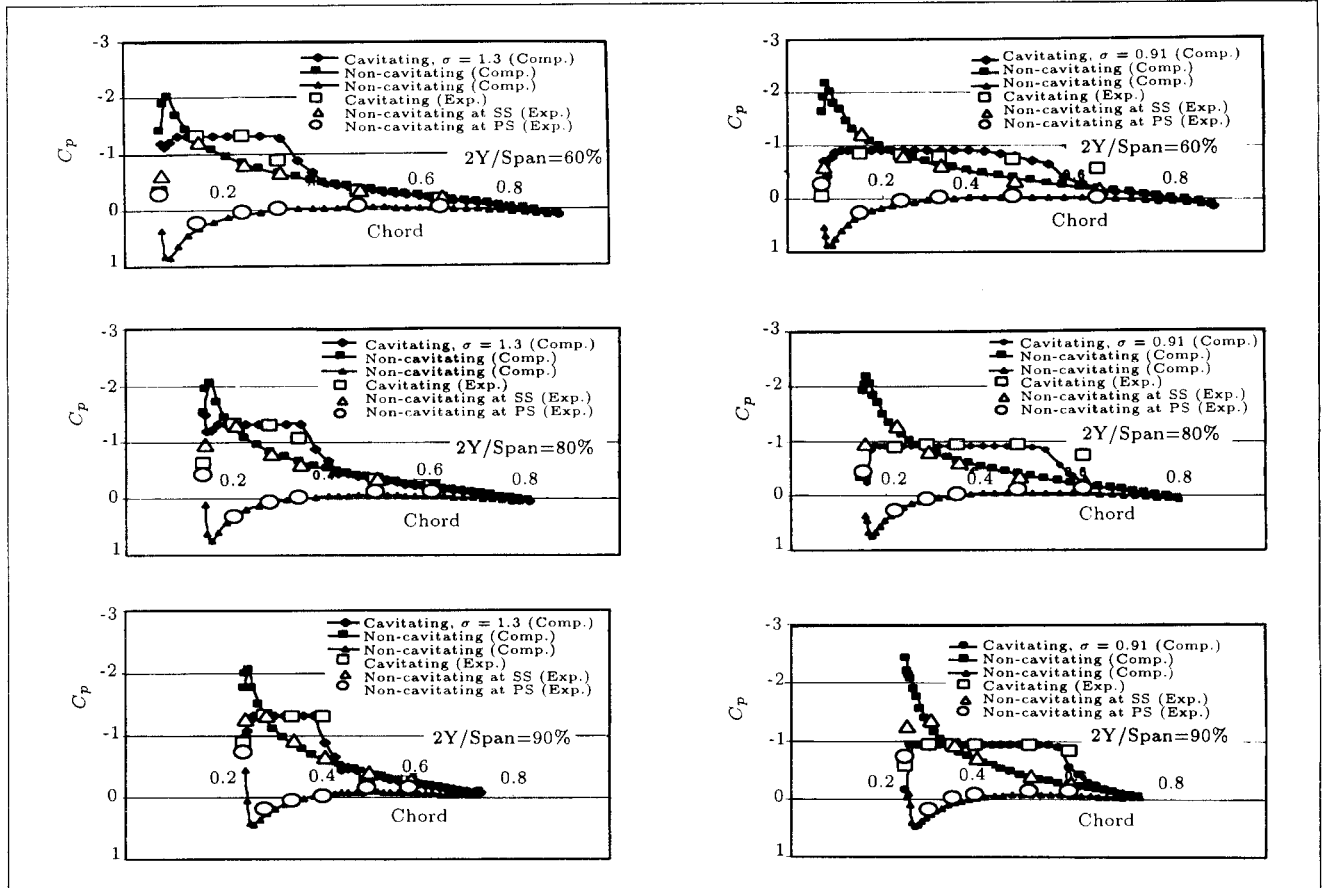 -3
Cavitating, σ = 1.3 (Comp.)
Non-cavitating (Comp.)
Non-cavitating (Comp.)
Cavitating (Exp.)
Non-cavitating at SS (Exp.)
Non-cavitating at PS (Exp.)
-2
Cp
-1
2Y/Span=60%
0.2
0.6
0.8
0
Chord
1
-3
Cavitating, σ = 0.91 (Comp.)
Non-cavitating (Comp.)
Non-cavitating (Comp.)
Cavitating (Exp.)
Non-cavitating at SS (Exp.)
Non-cavitating at PS (Exp.)
-2
Cp
-1
2Y/Span=60%
0.2
0.4
0.8
0
Chord
1
-3
Cavitating, σ = 1.3 (Comp.)
Non-cavitating (Comp.)
Non-cavitating (Comp.)
Cavitating (Exp.)
Non-cavitating at SS (Exp.)
Non-cavitating at PS (Exp.)
-2
Cp
-1
2Y/Span=80%
0.2
0.6
0.8
0
Chord
1
-3
Cavitating, σ = 0.91 (Comp.)
Non-cavitating (Comp.)
Non-cavitating (Comp.)
Cavitating (Exp.)
Non-cavitating at SS (Exp.)
Non-cavitating at PS (Exp.)
-2
Cp
-1
2Y/Span=80%
0.2
0.4
0.8
0
Chord
1
-3
Cavitating, σ = 1.3 (Comp.)
Non-cavitating (Comp.)
Non-cavitating (Comp.)
Cavitating (Exp.)
Non-cavitating at SS (Exp.)
Non-cavitating at PS (Exp.)
-2
Cp
-1
2Y/Span=90%
0.2
0.4
0.6
0.8
0
Chord
1
-3
Cavitating, σ = 0.91 (Comp.)
Non-cavitating (Comp.)
Non-cavitating (Comp.)
Cavitating (Exp.)
Non-cavitating at SS (Exp.)
Non-cavitating at PS (Exp.)
-2
Cp
-1
2Y/Span=90%
0.2
0.4
0.8
0
Chord
1